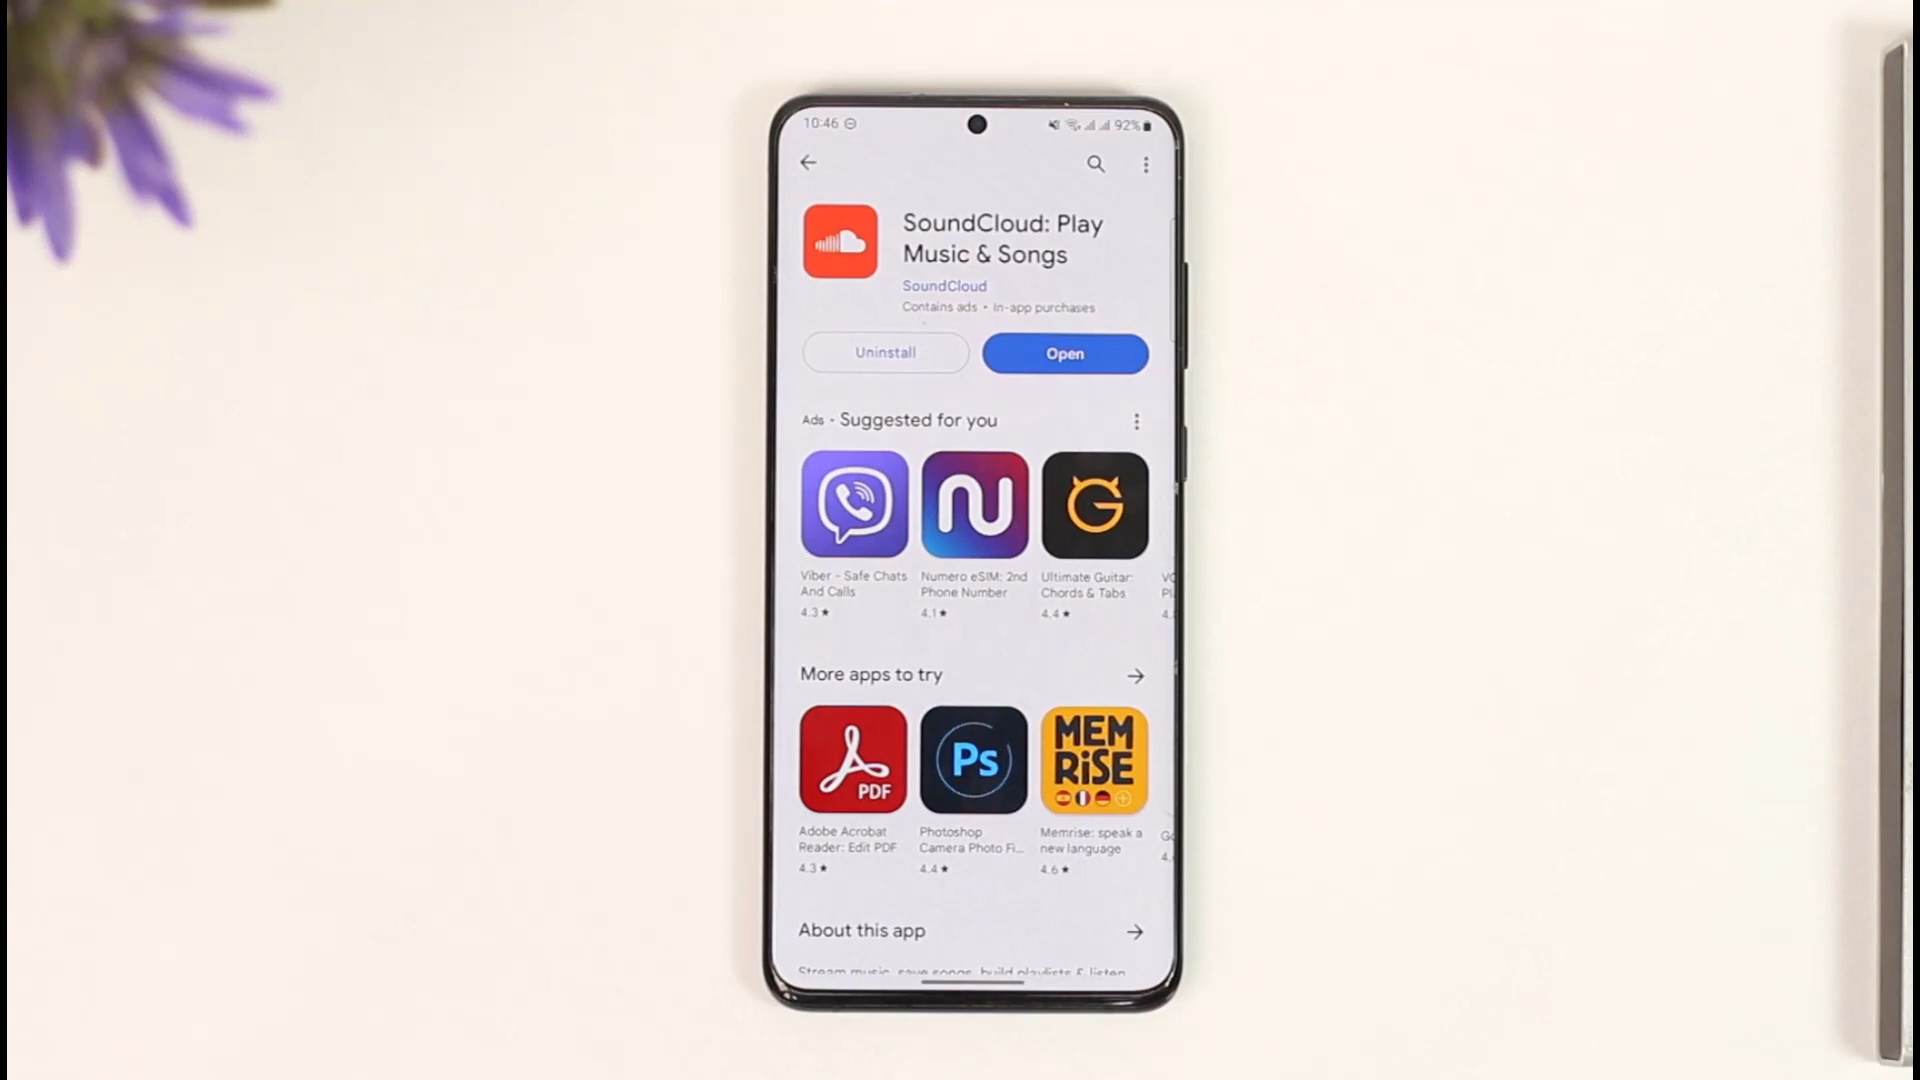 10:46 92%
SoundCloud: Play
Music & Songs
SoundCloud
Contains ads • In-app purchases
Uninstall Open
Ads • Suggested for you
Viber - Safe Chats
And Calls
4.3★
Numero eSIM: 2nd
Phone Number
4.1★
G
Ultimate Guitar:
Chords & Tabs
4.4★
More apps to try
PDF
Adobe Acrobat
Reader: Edit PDF
4.3★
Ps
Photoshop
Camera Photo Fi...
4.4★
MEM
RiSE
Memrise: speak a
new language
4.6★
About this app
Stream music, save songs, build playlists & listen